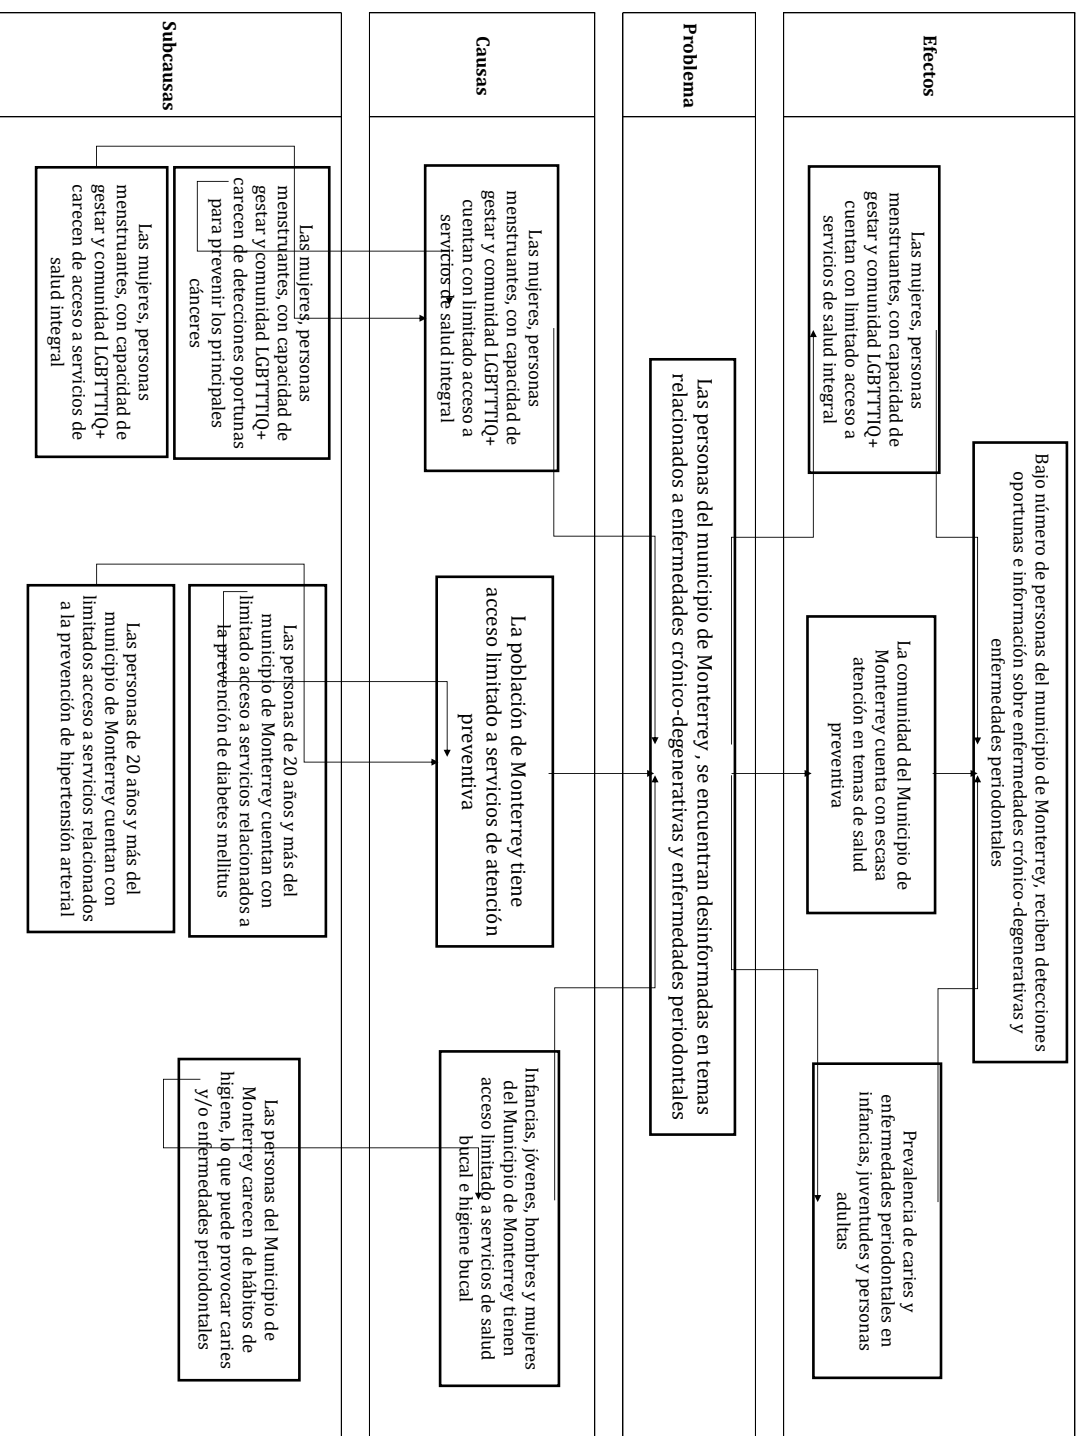 Efectos
Bajo número de personas del municipio de Monterrey, reciben detecciones
oportunas e información sobre enfermedades crónico-degenerativas y
enfermedades periodontales
Las mujeres, personas
menstruantes, con capacidad de
gestar y comunidad LGBTTTIQ+
cuentan con limitado acceso a
servicios de salud integral
La comunidad del Municipio de
Monterrey cuenta con escasa
atención en temas de salud
preventiva
Prevalencia de caries y
enfermedades periodontales en
infancias, juventudes y personas
adultas
Problema
Las personas del municipio de Monterrey , se encuentran desinformadas en temas
relacionados a enfermedades crónico-degenerativas y enfermedades periodontales
Causas
Las mujeres, personas
menstruantes, con capacidad de
gestar y comunidad LGBTTTIQ+
cuentan con limitado acceso a
servicios de salud integral
La población de Monterrey tiene
acceso limitado a servicios de atención
preventiva
Infancias, jóvenes, hombres y mujeres
del Municipio de Monterrey tienen
acceso limitado a servicios de salud
bucal e higiene bucal
Subcausas
Las mujeres, personas
menstruantes, con capacidad de
gestar y comunidad LGBTTTIQ+
carecen de detecciones oportunas
para prevenir los principales
cánceres
Las personas de 20 años y más del
municipio de Monterrey cuentan con
limitado acceso a servicios relacionados a
la prevención de diabetes mellitus
Las personas del Municipio de
Monterrey carecen de hábitos de
higiene, lo que puede provocar caries
y/o enfermedades periodontales
Las mujeres, personas
menstruantes, con capacidad de
gestar y comunidad LGBTTTIQ+
carecen de acceso a servicios de
salud integral
Las personas de 20 años y más del
municipio de Monterrey cuentan con
limitados acceso a servicios relacionados
a la prevención de hipertensión arterial